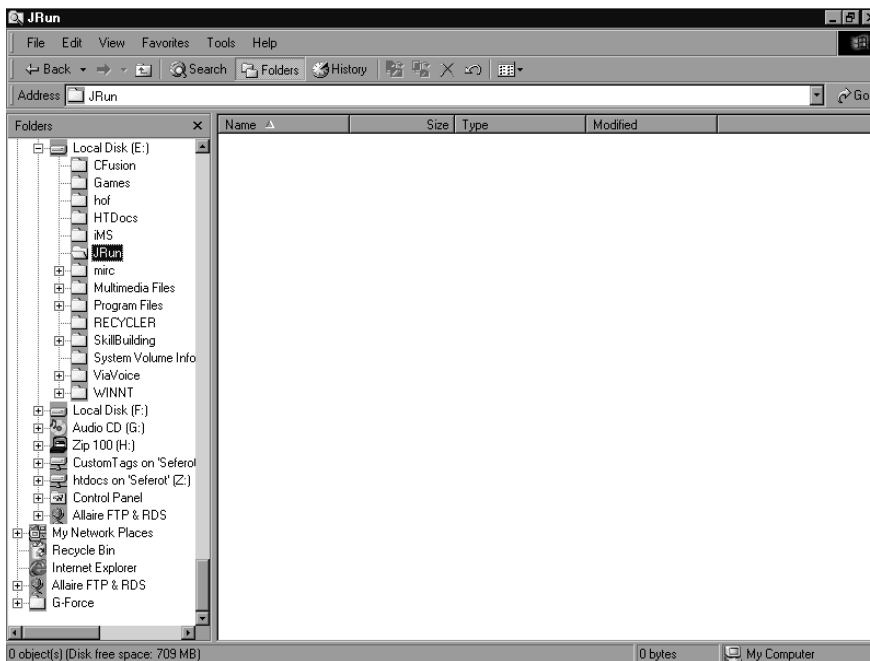 JRun
File Edit View Favorites Tools Help
Back Search Folders History
Address JRun Go
Folders
Name Size Type Modified
Local Disk (E:)
CFusion
Games
hof
HTDocs
iMS
JRun
mirc
Multimedia Files
Program Files
RECYCLER
SkillBuilding
System Volume Info
ViaVoice
WINNT
Local Disk (F:)
Audio CD (G:)
Zip 100 (H:)
CustomTags on 'Seferot
htdocs on 'Seferot' (Z:)
Control Panel
Allaire FTP & RDS
My Network Places
Recycle Bin
Internet Explorer
Allaire FTP & RDS
G-Force
0 object(s) (Disk free space: 709 MB) 0 bytes My Computer